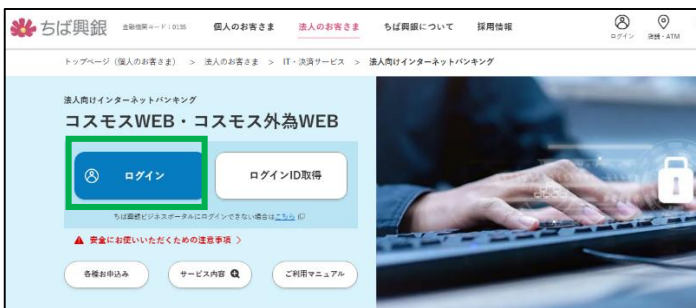 ちば興銀 金融機関コード：0135 個人のお客さま 法人のお客さま ちば興銀について 採用情報 ログイン 店舗・ATM
トップページ（個人のお客さま） > 法人のお客さま > IT・決済サービス > 法人向けインターネットバンキング
法人向けインターネットバンキング
コスモスWEB・コスモス外為WEB
ログイン ログインID取得
ちば興銀ビジネスポータルにログインできない場合はこちら
安全にお使いいただくための注意事項 〉
各種お申込み サービス内容 ご利用マニュアル